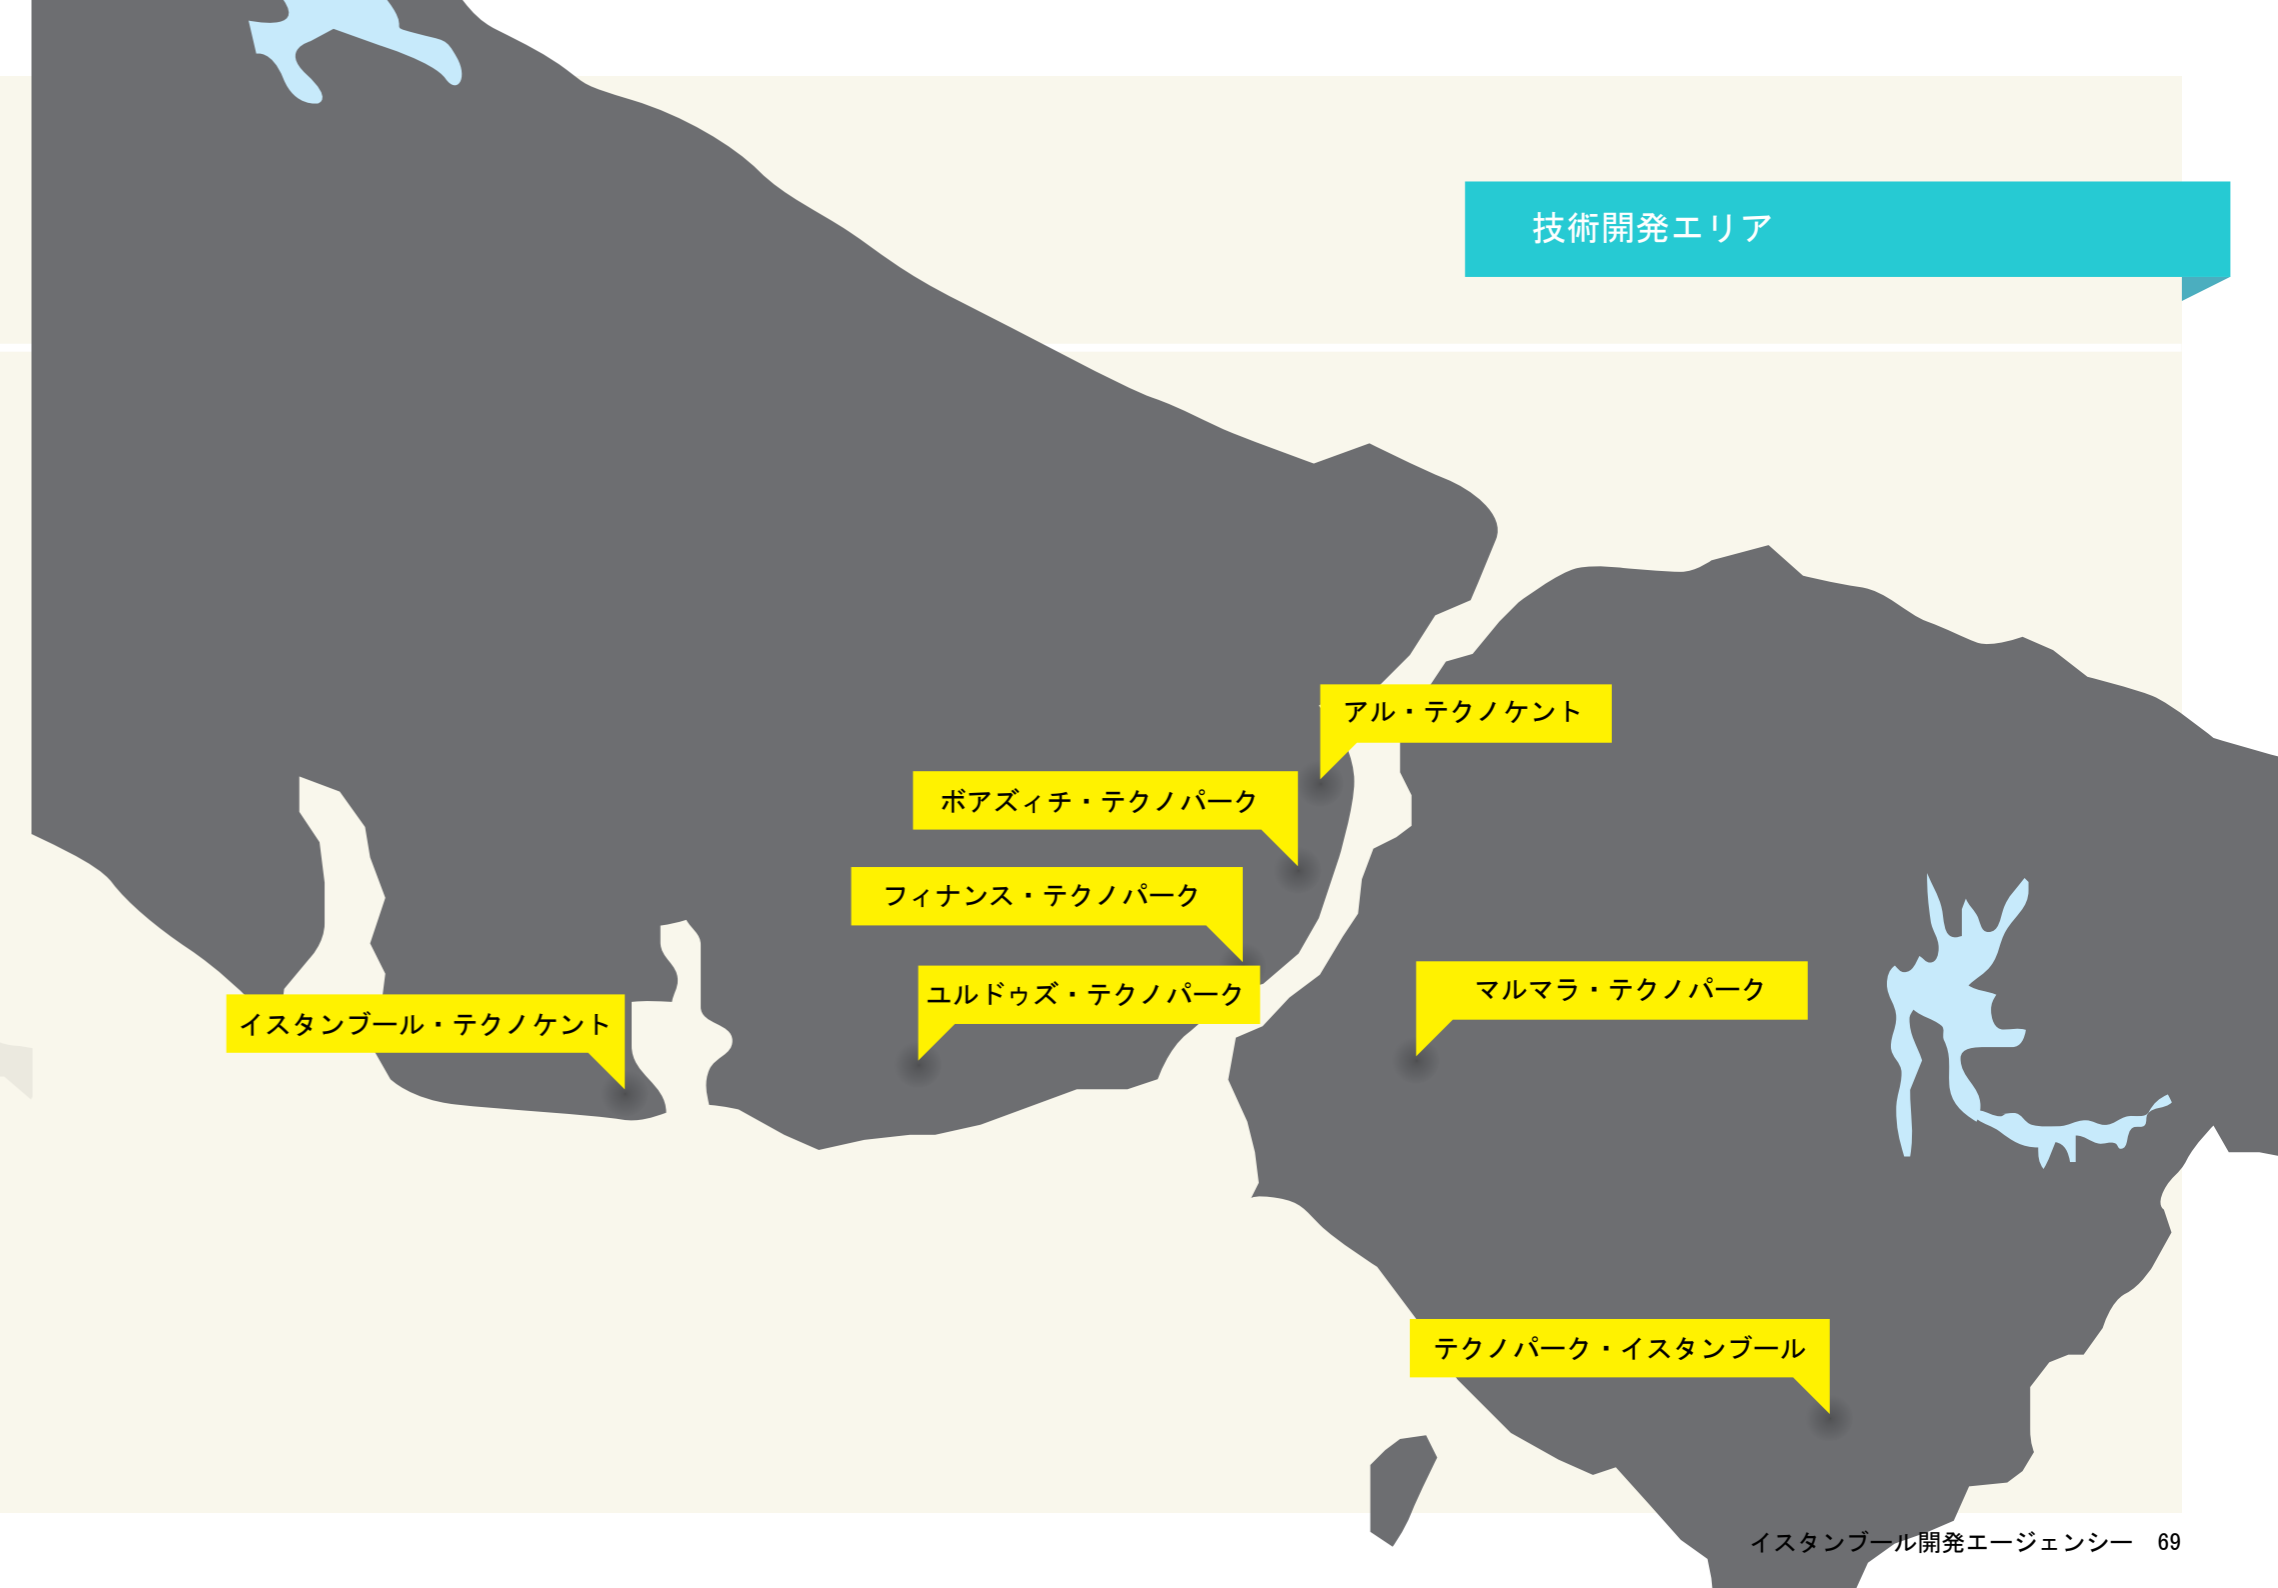 技術開発エリア
アル・テクノケント
ボアズィチ・テクノパーク
フィナンス・テクノパーク
ユルドゥズ・テクノパーク
マルマラ・テクノパーク
イスタンブール・テクノケント
テクノパーク・イスタンブール
イスタンブール開発エージェンシー 69